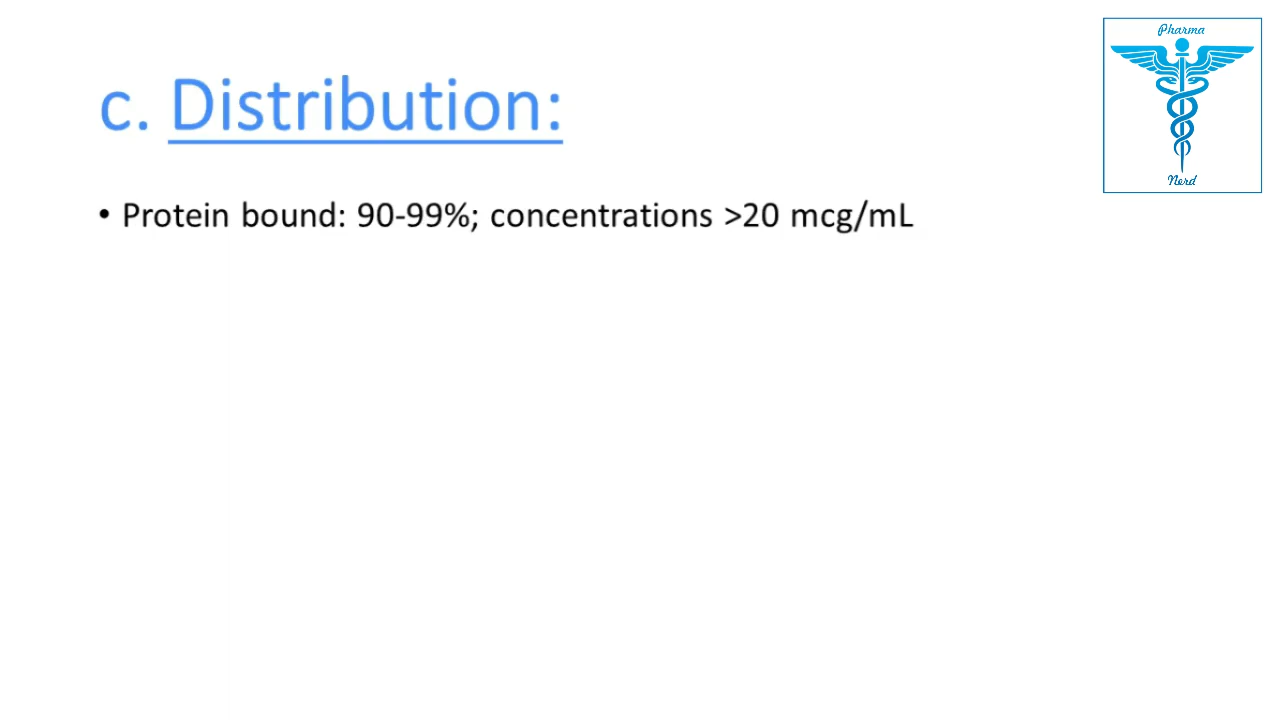 Pharma
c. Distribution:
Nerd
• Protein bound: 90-99%; concentrations >20 mcg/mL